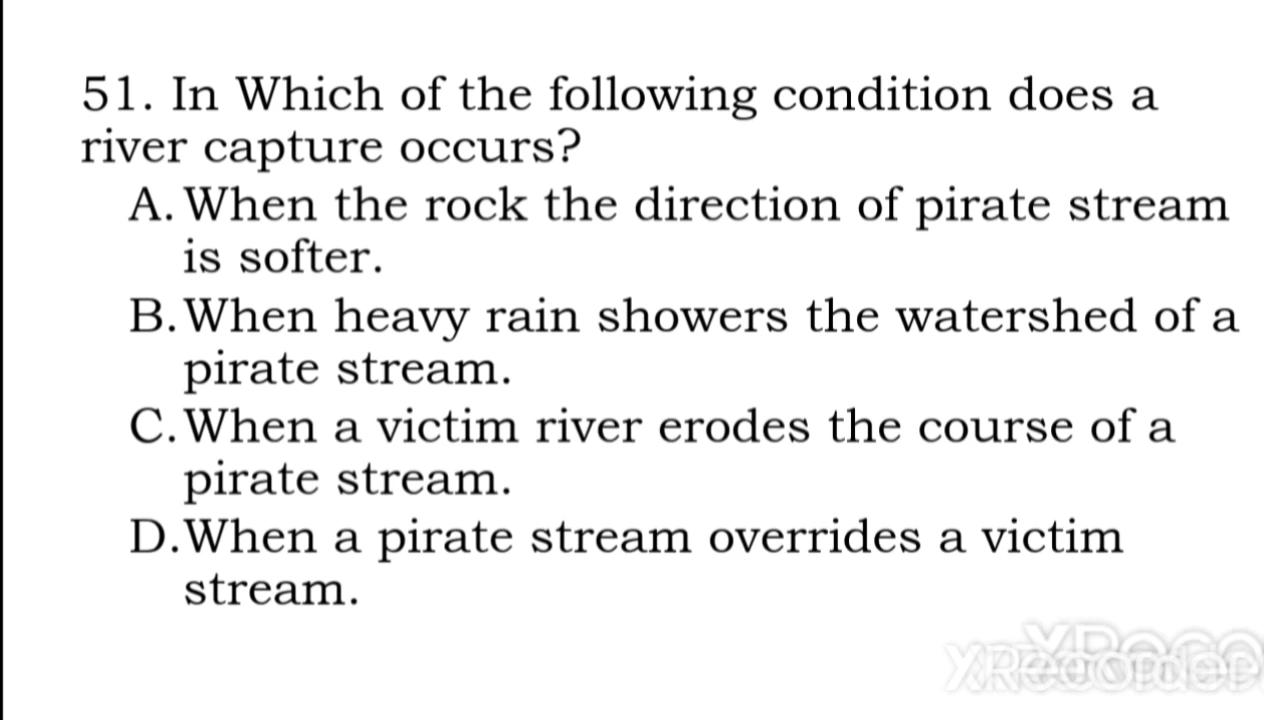 51. In Which of the following condition does a
river capture occurs?
A. When the rock the direction of pirate stream
is softer.
B. When heavy rain showers the watershed of a
pirate stream.
C. When a victim river erodes the course of a
pirate stream.
D. When a pirate stream overrides a victim
stream.
XRecorder